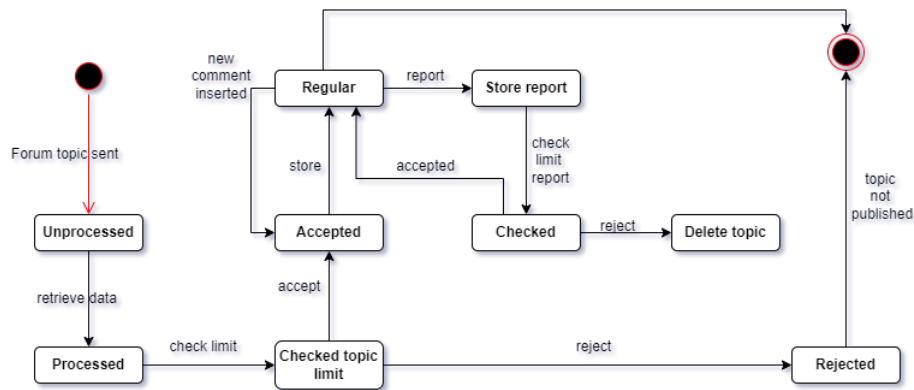 new
comment
inserted
Regular
report
Store report
Forum topic sent
store
accepted
check
limit
report
topic
not
published
Unprocessed
Accepted
Checked
reject
Delete topic
retrieve data
accept
Processed
check limit
Checked topic
limit
reject
Rejected